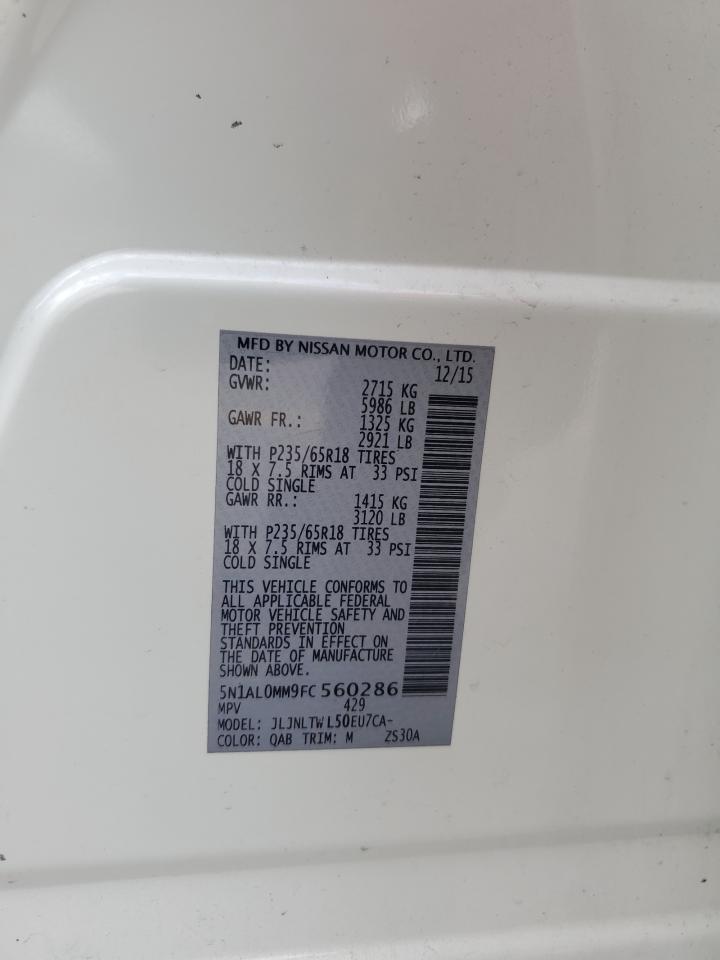 MFD BY NISSAN MOTOR CO., LTD.
DATE: 12/15
GVWR: 2715 KG
5986 LB
GAWR FR.: 1325 KG
2921 LB
WITH P235/65R18 TIRES
18 X 7.5 RIMS AT 33 PSI
COLD SINGLE
GAWR RR.: 1415 KG
3120 LB
WITH P235/65R18 TIRES
18 X 7.5 RIMS AT 33 PSI
COLD SINGLE
THIS VEHICLE CONFORMS TO
ALL APPLICABLE FEDERAL
MOTOR VEHICLE SAFETY AND
THEFT PREVENTION
STANDARDS IN EFFECT ON
THE DATE OF MANUFACTURE
SHOWN ABOVE.
5N1AL0MM9FC 560286
MPV 429
MODEL: JLJNLTW L50EU7CA-
COLOR: QAB TRIM: M ZS30A